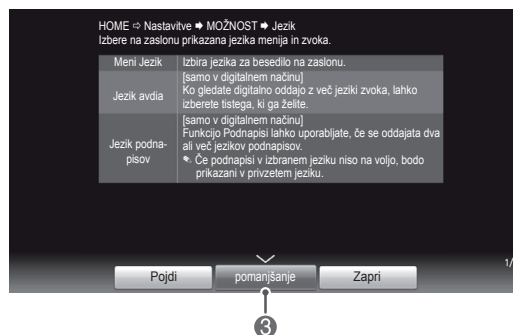 HOME ⇨ Nastavitve ➡ MOŽNOST ➡ Jezik
Izbere na zaslonu prikazana jezika menija in zvoka.
Meni Jezik
Izbira jezika za besedilo na zaslonu.
Jezik avdia
[samo v digitalnem načinu]
Ko gledate digitalno oddajo z več jeziki zvoka, lahko
izberete tistega, ki ga želite.
Jezik podna-
pisov
[samo v digitalnem načinu]
Funkcijo Podnapisi lahko uporabljate, če se oddajata dva
ali več jezikov podnapisov.
✎ Če podnapisi v izbranem jeziku niso na voljo, bodo
prikazani v privzetem jeziku.
1/
Pojdi
pomanjšanje
Zapri
3